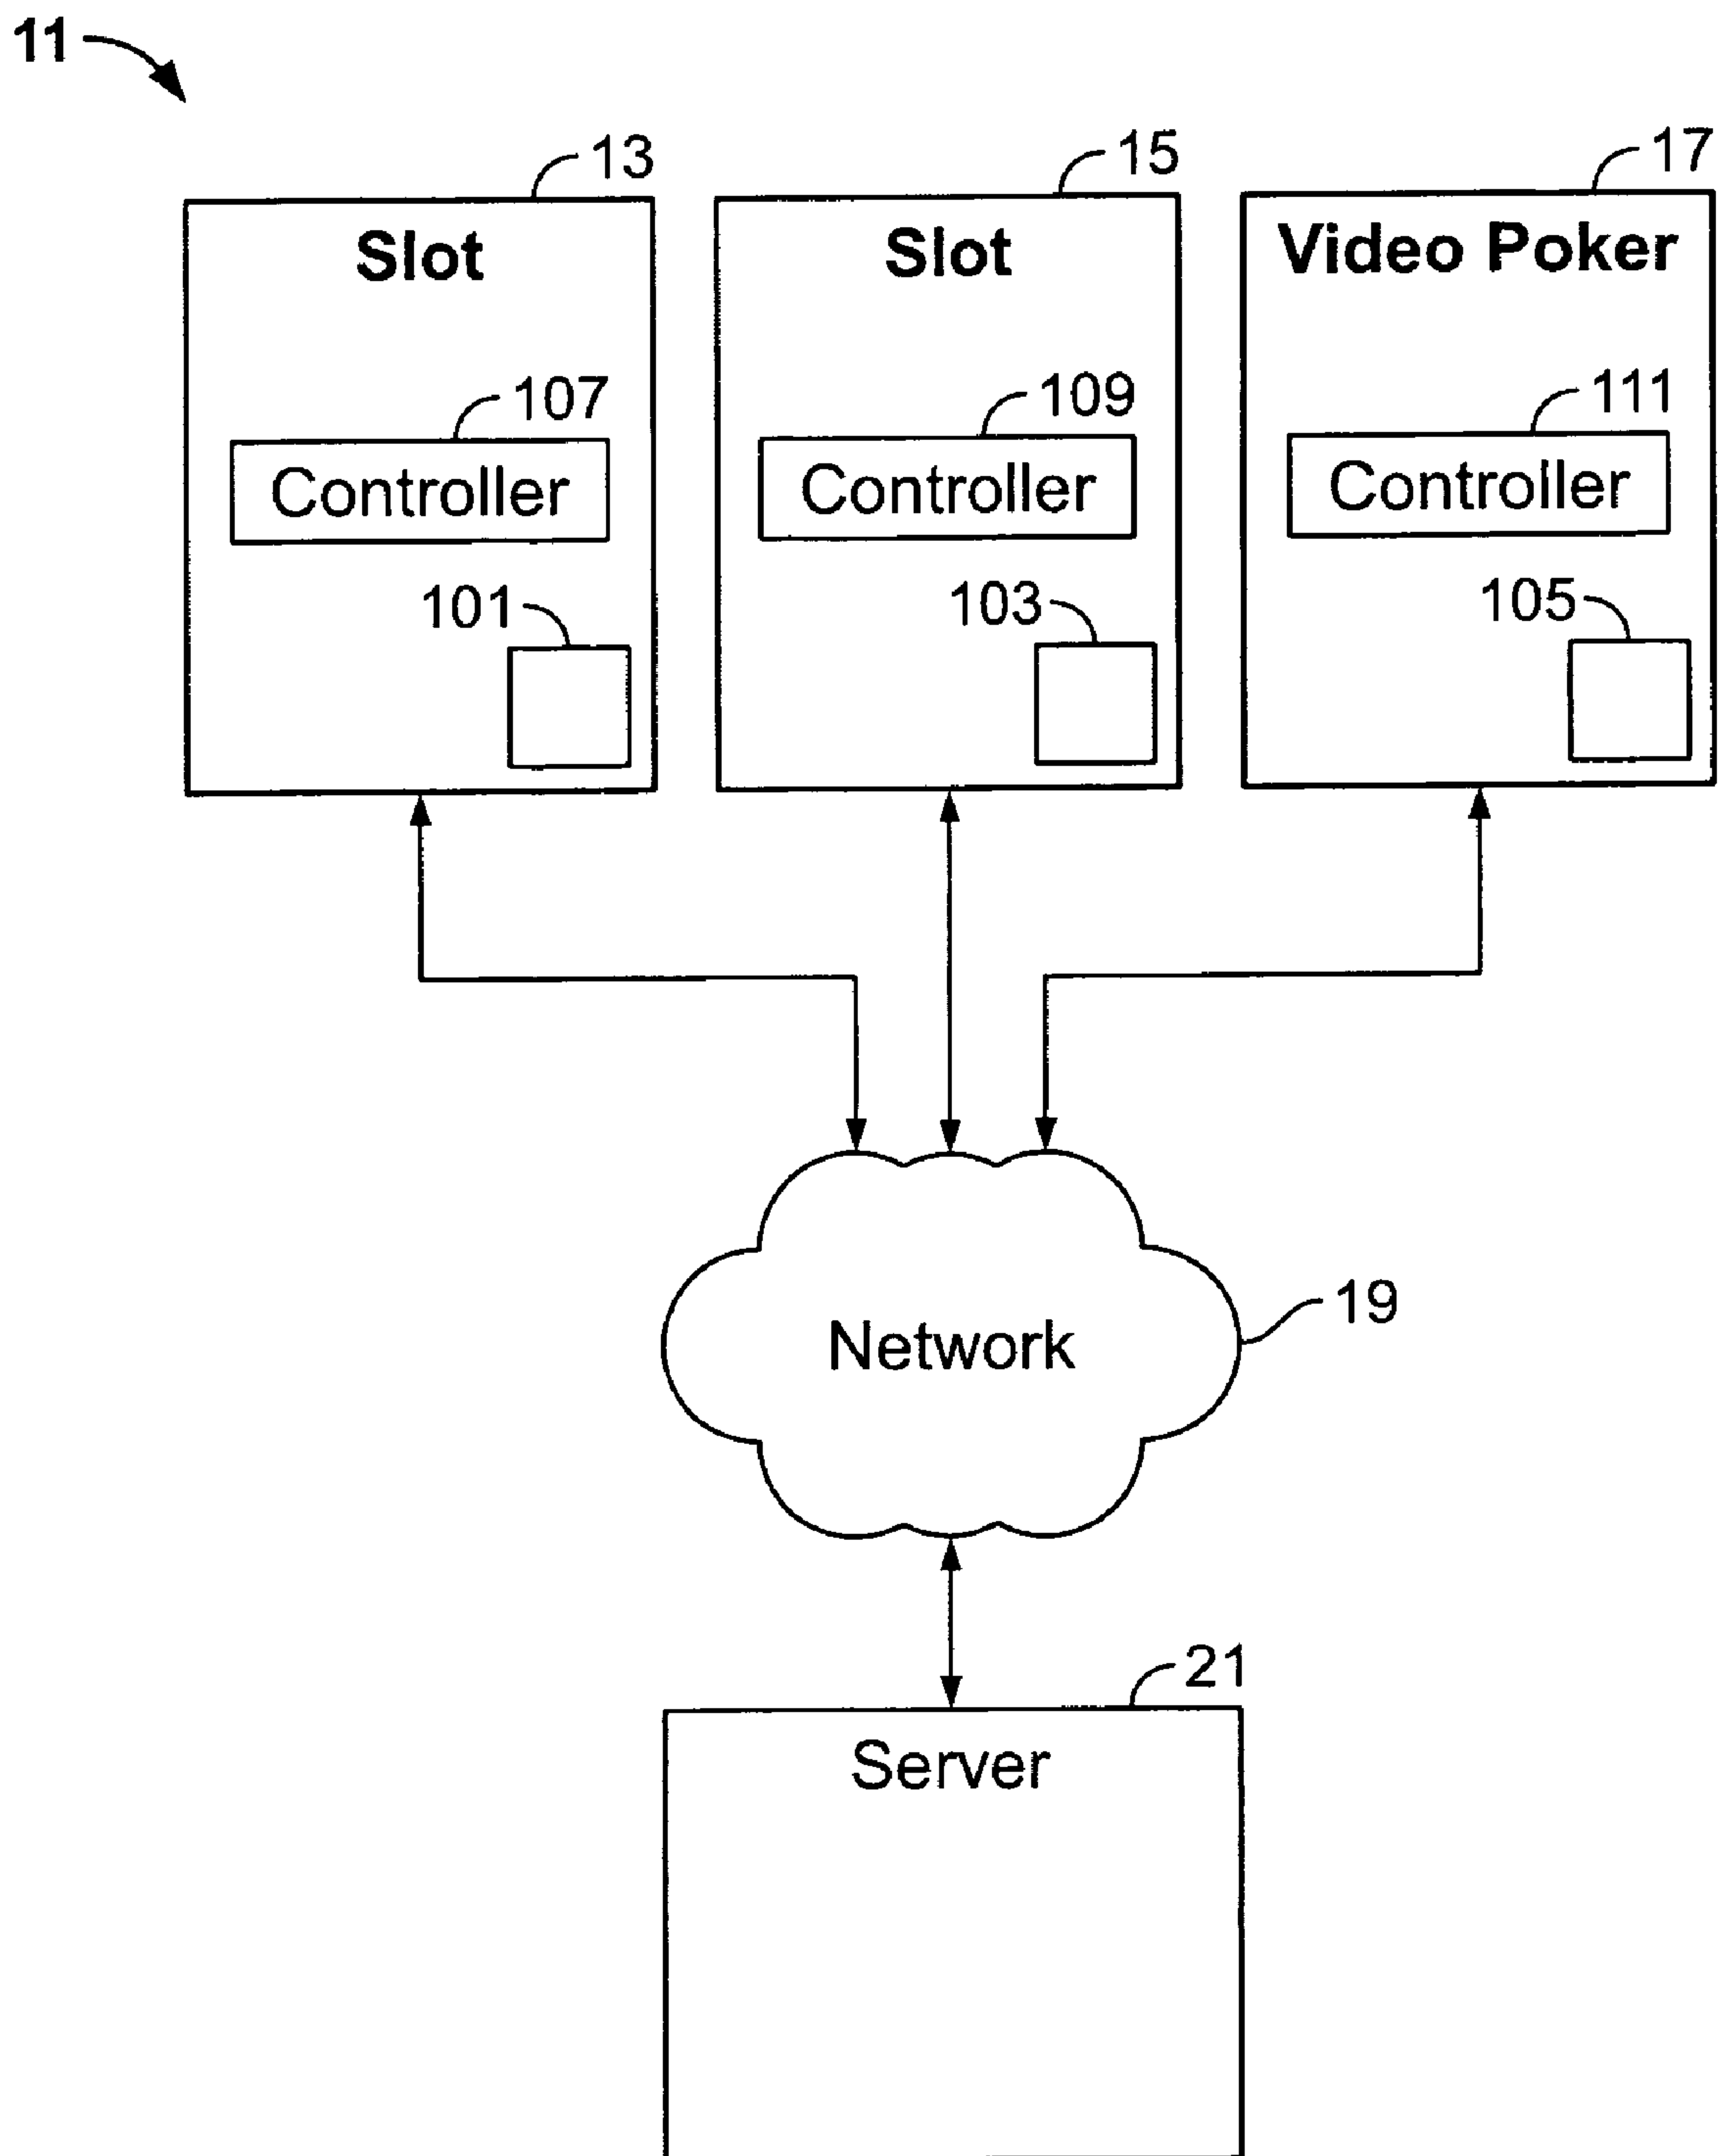 11
13
15
17
Slot
Slot
Video Poker
107
109
111
Controller
Controller
Controller
101
103
105
Network
19
21
Server